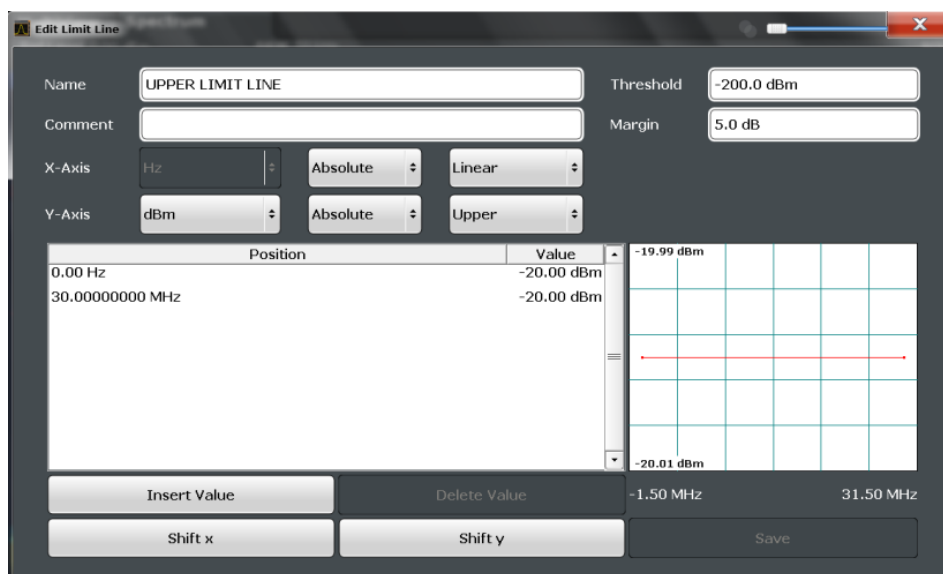 Edit Limit Line
Name UPPER LIMIT LINE Threshold -200.0 dBm
Comment Margin 5.0 dB
X-Axis Hz Absolute Linear
Y-Axis dBm Absolute Upper
Position Value
0.00 Hz -20.00 dBm
30.00000000 MHz -20.00 dBm
-19.99 dBm
-20.01 dBm
-1.50 MHz 31.50 MHz
Insert Value Delete Value
Shift x Shift y Save